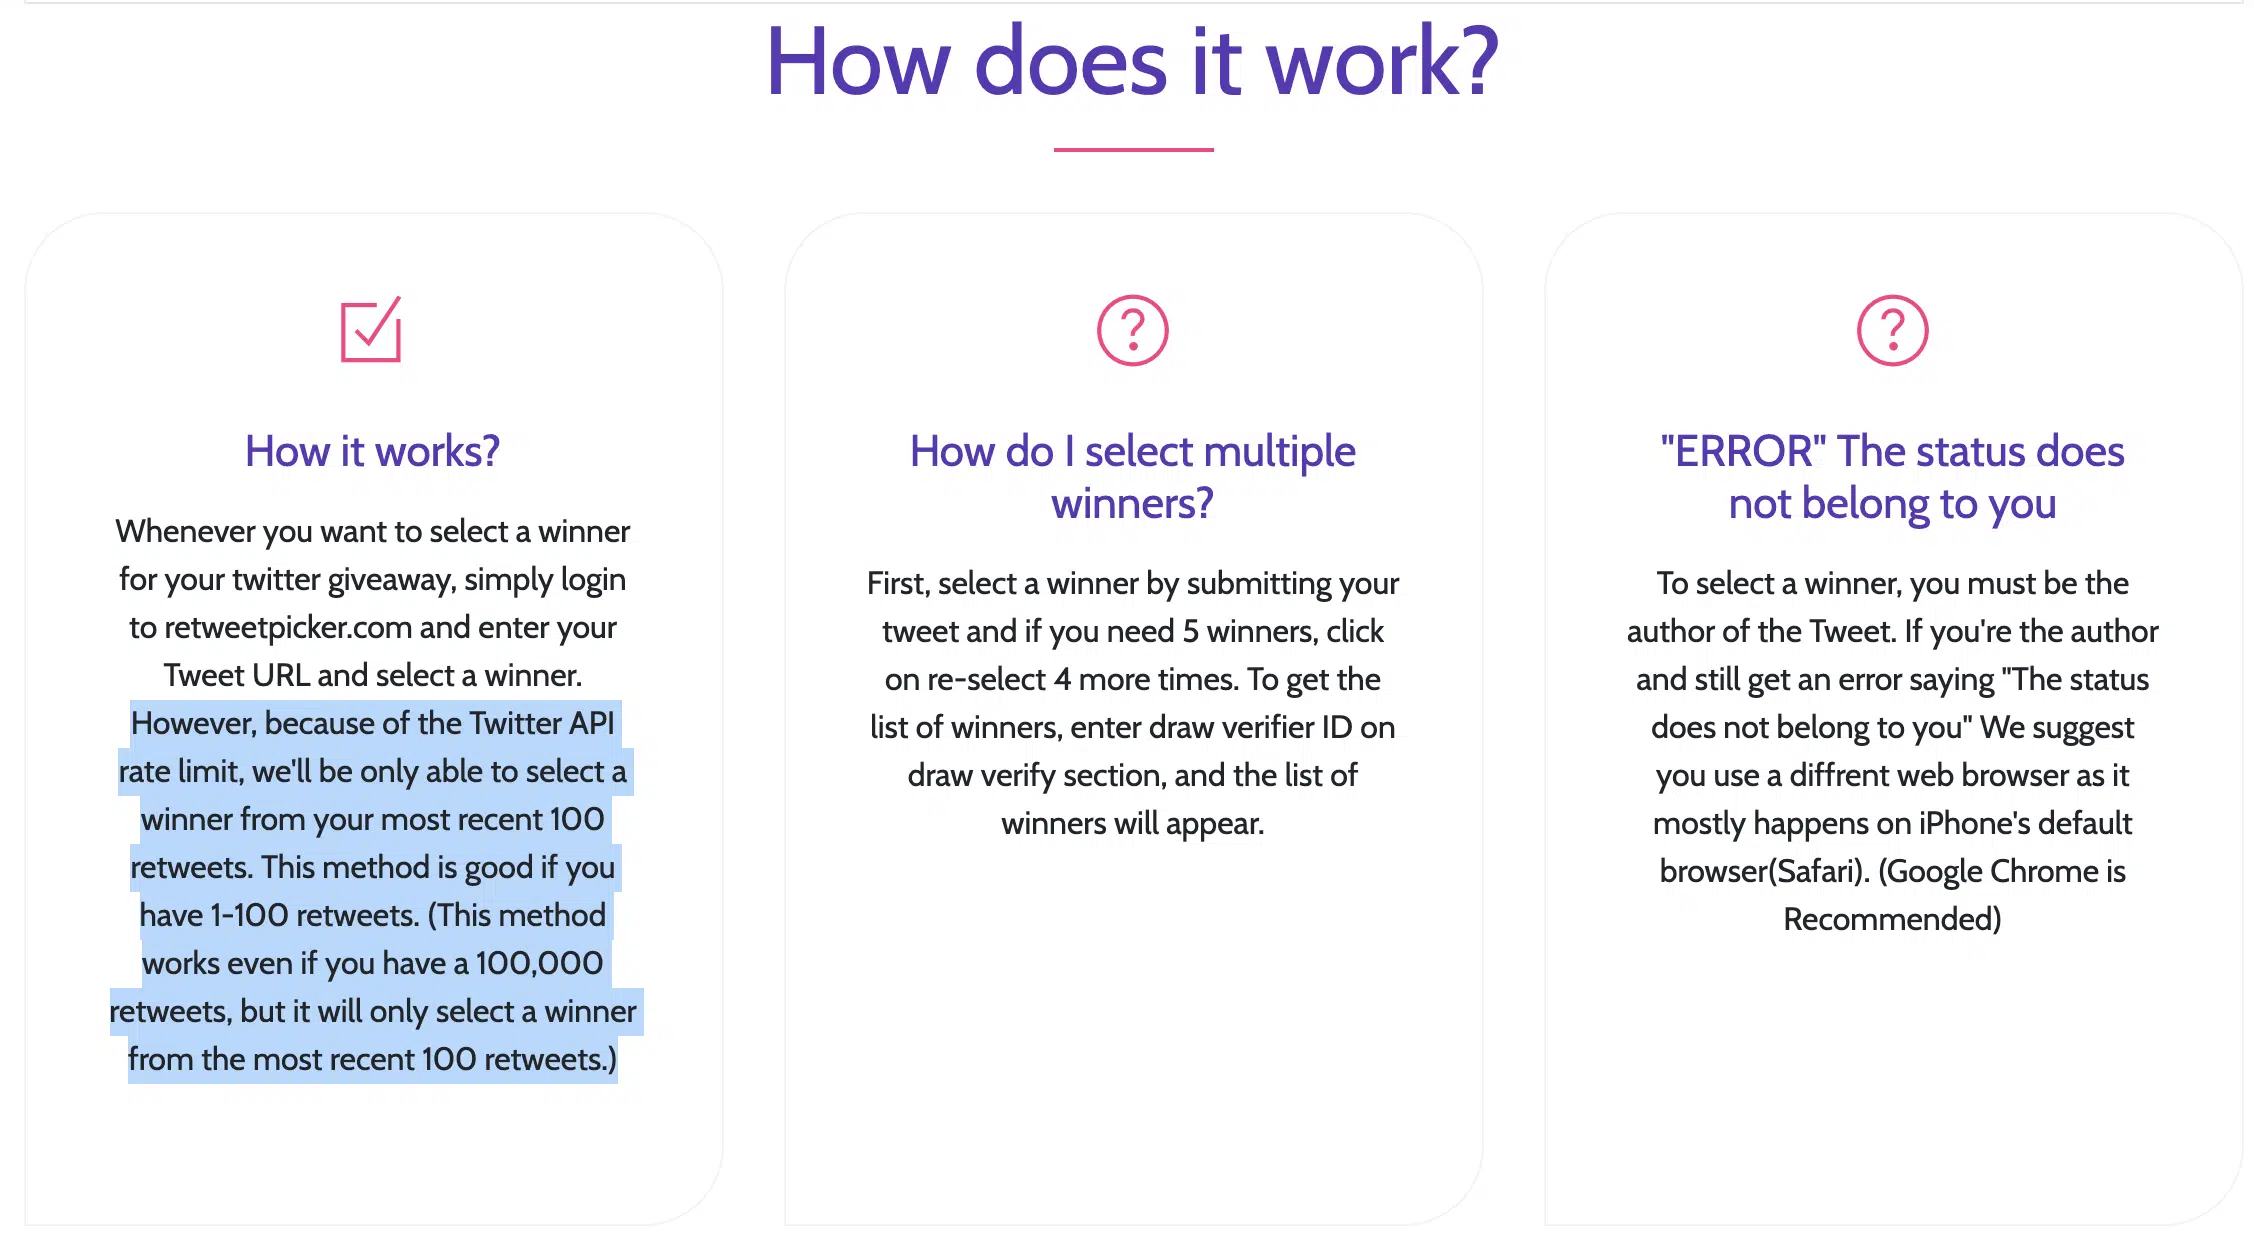 How does it work?
How it works?
Whenever you want to select a winner
for your twitter giveaway, simply login
to retweetpicker.com and enter your
Tweet URL and select a winner.
However, because of the Twitter API
rate limit, we'll be only able to select a
winner from your most recent 100
retweets. This method is good if you
have 1-100 retweets. (This method
works even if you have a 100,000
retweets, but it will only select a winner
from the most recent 100 retweets.)
How do I select multiple
winners?
First, select a winner by submitting your
tweet and if you need 5 winners, click
on re-select 4 more times. To get the
list of winners, enter draw verifier ID on
draw verify section, and the list of
winners will appear.
"ERROR" The status does
not belong to you
To select a winner, you must be the
author of the Tweet. If you're the author
and still get an error saying "The status
does not belong to you" We suggest
you use a diffrent web browser as it
mostly happens on iPhone's default
browser(Safari). (Google Chrome is
Recommended)